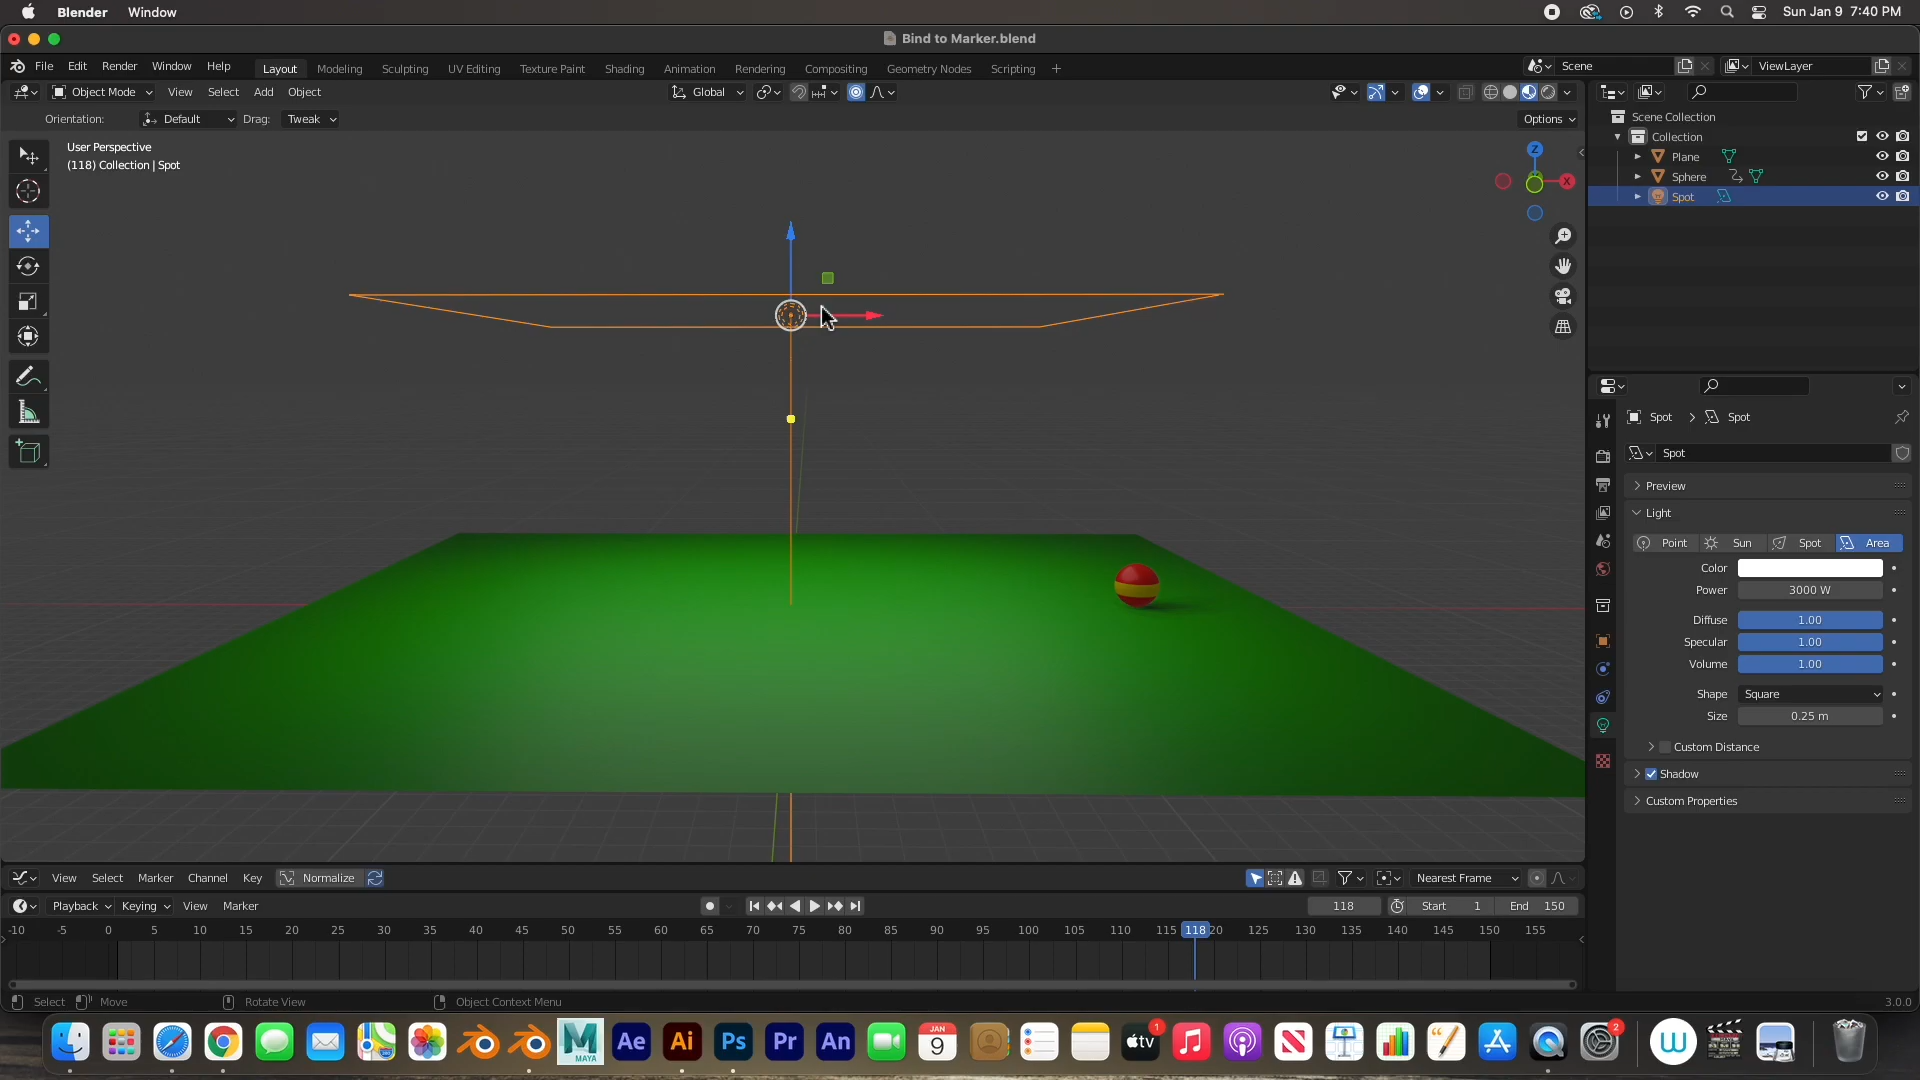 Blender Window Sun Jan 9 7:40 PM
Bind to Marker.blend
File Edit Render Window Help Layout Modeling Sculpting UV Editing Texture Paint Shading Animation Rendering Compositing Geometry Nodes Scripting + Scene ViewLayer
Object Mode View Select Add Object Global
Orientation: Default Drag: Tweak Options
User Perspective
(118) Collection | Spot
Z
X
Scene Collection
Collection
Plane
Sphere
Spot
Spot Spot
Spot
Preview
Light
Point Sun Spot Area
Color
Power 3000 W
Diffuse 1.00
Specular 1.00
Volume 1.00
Shape Square
Size 0.25 m
Custom Distance
Shadow
Custom Properties
View Select Marker Channel Key Normalize Nearest Frame
Playback Keying View Marker 118 Start 1 End 150
-10 -5 0 5 10 15 20 25 30 35 40 45 50 55 60 65 70 75 80 85 90 95 100 105 110 115 118 20 125 130 135 140 145 150 155
Select Move Rotate View Object Context Menu 3.0.0
MAYA Ae Ai Ps Pr An JAN 9 tv 1 2 W